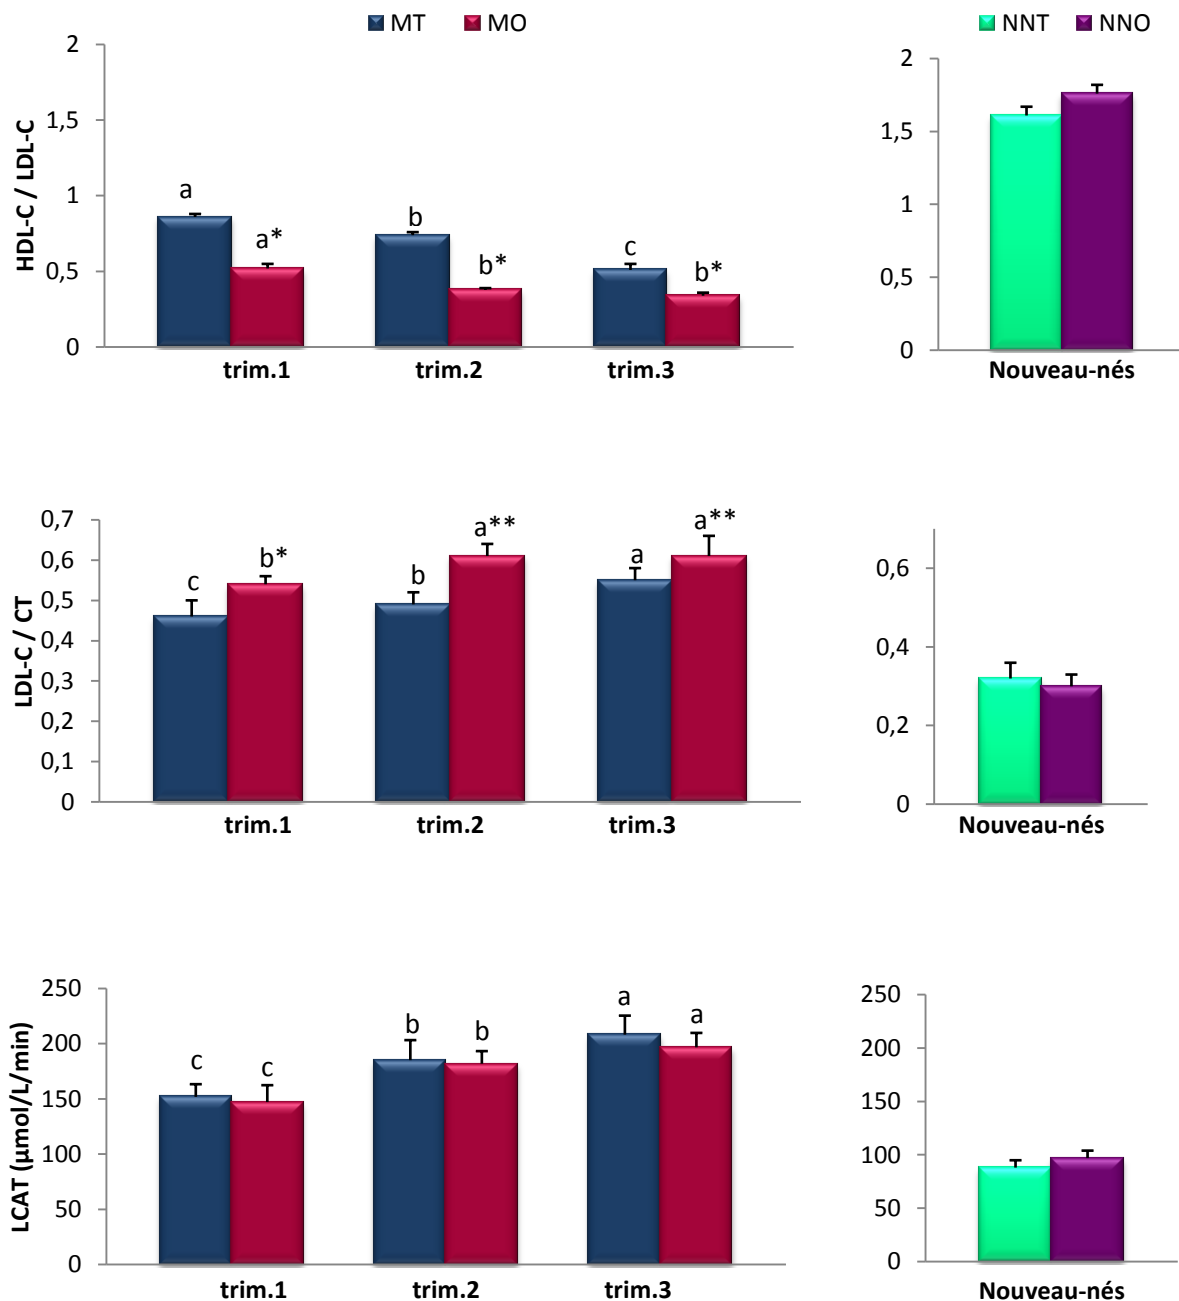 MT MO
NNT NNO
HDL-C / LDL-C
2
1,5
1
0,5
0
a
a*
b
b*
c
b*
trim.1 trim.2 trim.3
2
1,5
1
0,5
0
Nouveau-nés
LDL-C / CT
0,7
0,6
0,5
0,4
0,3
0,2
0,1
0
c
b*
b
a**
a
a**
trim.1 trim.2 trim.3
0,6
0,4
0,2
0
Nouveau-nés
LCAT (µmol/L/min)
250
200
150
100
50
0
c
c
b
b
a
a
trim.1 trim.2 trim.3
250
200
150
100
50
0
Nouveau-nés